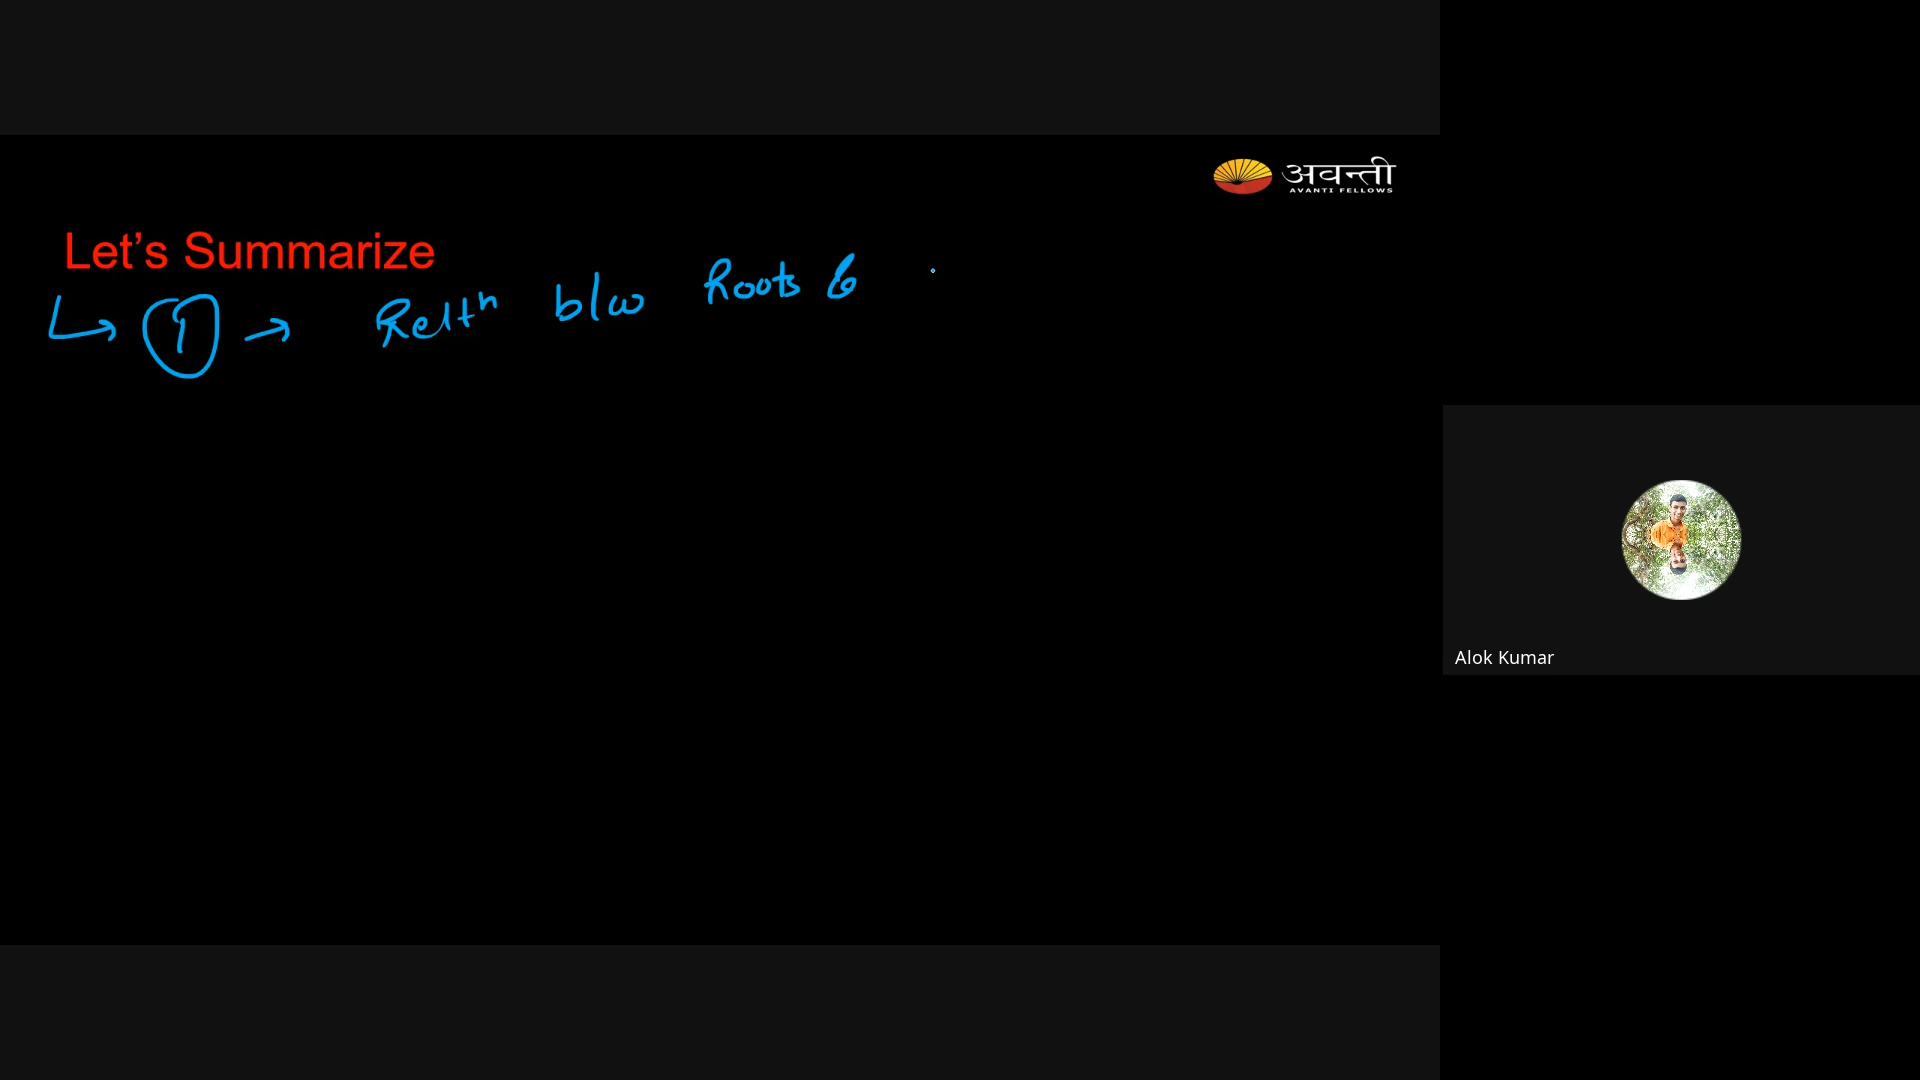 अवन्ती
AVANTI FELLOWS
Let's Summarize
① → Reltⁿ b/w Roots &
Alok Kumar